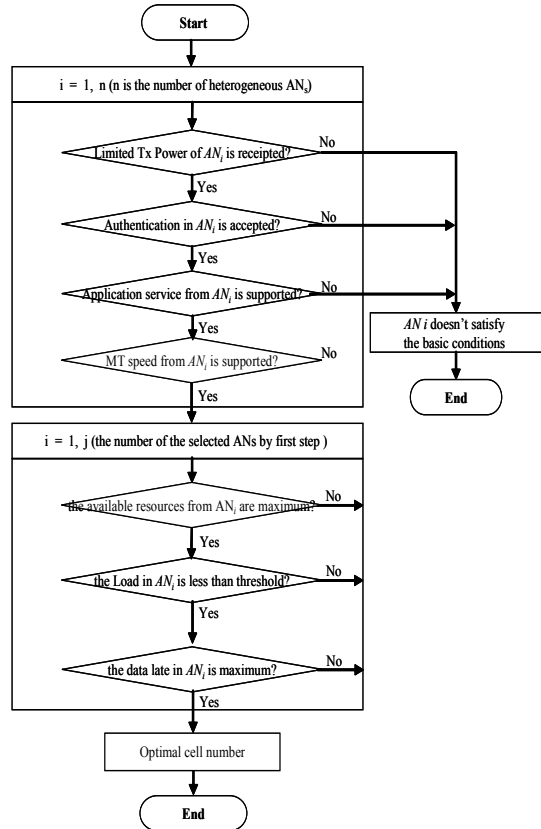 Start
i = 1, n (n is the number of heterogeneous ANs)
Limited Tx Power of ANi is receipted?
No
Yes
Authentication in ANi is accepted?
No
Yes
Application service from ANi is supported?
No
Yes
MT speed from ANi is supported?
No
Yes
AN i doesn't satisfy
the basic conditions
End
i = 1, j (the number of the selected ANs by first step )
the available resources from ANi are maximum?
No
Yes
the Load in ANi is less than threshold?
No
Yes
the data late in ANi is maximum?
No
Yes
Optimal cell number
End